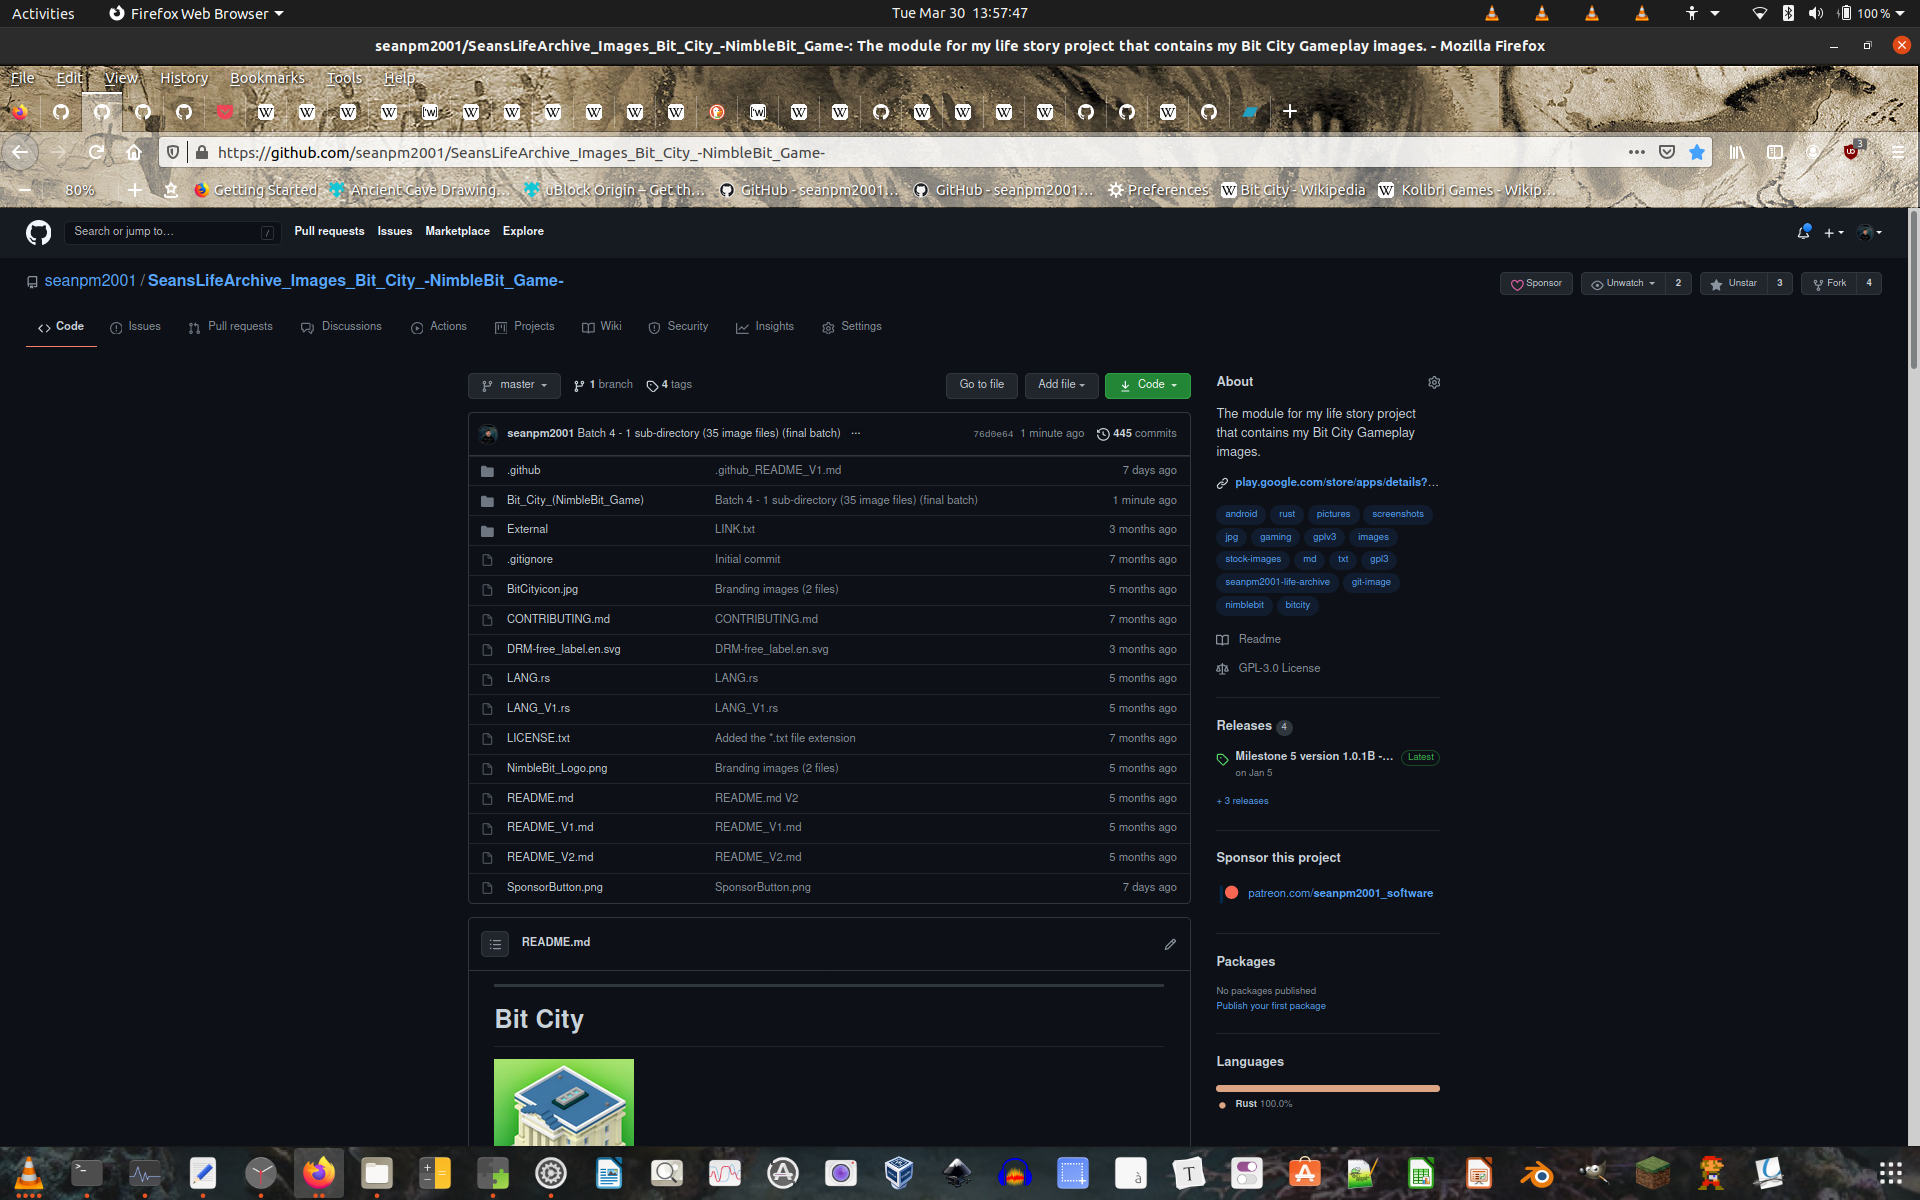 Activities Firefox Web Browser Tue Mar 30 13:57:47 100 %
seanpm2001/SeansLifeArchive_Images_Bit_City_-NimbleBit_Game-: The module for my life story project that contains my Bit City Gameplay images. - Mozilla Firefox
File Edit View History Bookmarks Tools Help
https://github.com/seanpm2001/SeansLifeArchive_Images_Bit_City_-NimbleBit_Game- 3
80% Getting Started Ancient Cave Drawing… uBlock Origin – Get th… GitHub - seanpm2001… GitHub - seanpm2001… Preferences Bit City - Wikipedia Kolibri Games - Wikip…
Search or jump to… / Pull requests Issues Marketplace Explore
seanpm2001 / SeansLifeArchive_Images_Bit_City_-NimbleBit_Game- Sponsor Unwatch 2 Unstar 3 Fork 4
Code Issues Pull requests Discussions Actions Projects Wiki Security Insights Settings
master 1 branch 4 tags Go to file Add file Code
seanpm2001 Batch 4 - 1 sub-directory (35 image files) (final batch) ··· 76d0e64 1 minute ago 445 commits
.github .github_README_V1.md 7 days ago
Bit_City_(NimbleBit_Game) Batch 4 - 1 sub-directory (35 image files) (final batch) 1 minute ago
External LINK.txt 3 months ago
.gitignore Initial commit 7 months ago
BitCityicon.jpg Branding images (2 files) 5 months ago
CONTRIBUTING.md CONTRIBUTING.md 7 months ago
DRM-free_label.en.svg DRM-free_label.en.svg 3 months ago
LANG.rs LANG.rs 5 months ago
LANG_V1.rs LANG_V1.rs 5 months ago
LICENSE.txt Added the *.txt file extension 7 months ago
NimbleBit_Logo.png Branding images (2 files) 5 months ago
README.md README.md V2 5 months ago
README_V1.md README_V1.md 5 months ago
README_V2.md README_V2.md 5 months ago
SponsorButton.png SponsorButton.png 7 days ago
README.md
Bit City
About
The module for my life story project
that contains my Bit City Gameplay
images.
play.google.com/store/apps/details?…
android rust pictures screenshots
jpg gaming gplv3 images
stock-images md txt gpl3
seanpm2001-life-archive git-image
nimblebit bitcity
Readme
GPL-3.0 License
Releases 4
Milestone 5 version 1.0.1B -… Latest
on Jan 5
+ 3 releases
Sponsor this project
patreon.com/seanpm2001_software
Packages
No packages published
Publish your first package
Languages
Rust 100.0%